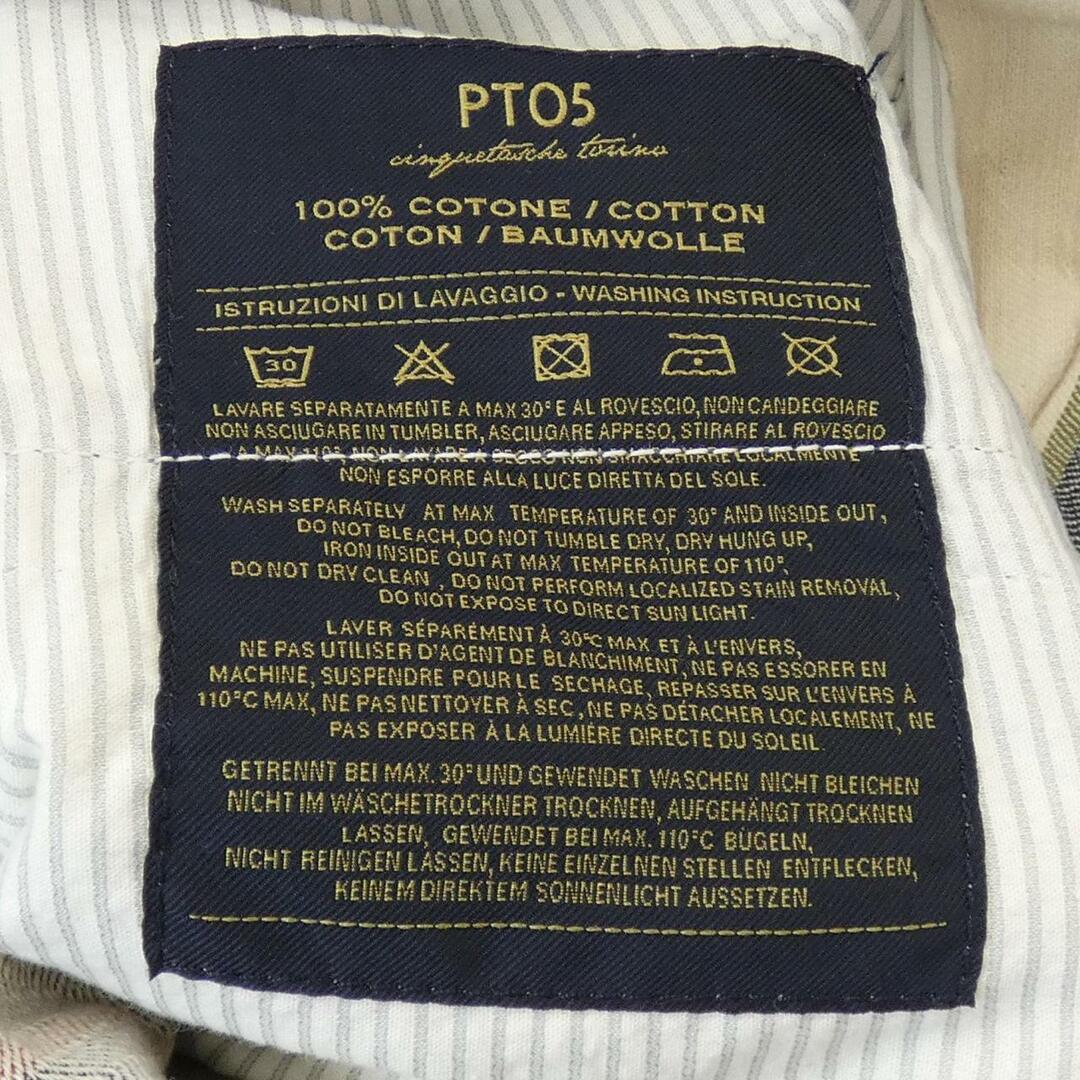 PT05
cinquetasche torino
100% COTONE / COTTON
COTON / BAUMWOLLE
ISTRUZIONI DI LAVAGGIO - WASHING INSTRUCTION
30
LAVARE SEPARATAMENTE A MAX 30° E AL ROVESCIO, NON CANDEGGIARE
NON ASCIUGARE IN TUMBLER, ASCIUGARE APPESO, STIRARE AL ROVESCIO
A MAX 110°, NON LAVARE A SECCO NON SMACCHIARE LOCALMENTE
NON ESPORRE ALLA LUCE DIRETTA DEL SOLE.
WASH SEPARATELY AT MAX TEMPERATURE OF 30° AND INSIDE OUT,
DO NOT BLEACH, DO NOT TUMBLE DRY, DRY HUNG UP,
IRON INSIDE OUT AT MAX TEMPERATURE OF 110°,
DO NOT DRY CLEAN , DO NOT PERFORM LOCALIZED STAIN REMOVAL,
DO NOT EXPOSE TO DIRECT SUN LIGHT.
LAVER SÉPARÉMENT À 30°C MAX ET À L'ENVERS,
NE PAS UTILISER D'AGENT DE BLANCHIMENT, NE PAS ESSORER EN
MACHINE, SUSPENDRE POUR LE SECHAGE, REPASSER SUR L'ENVERS À
110°C MAX, NE PAS NETTOYER À SEC , NE PAS DÉTACHER LOCALEMENT, NE
PAS EXPOSER À LA LUMIÈRE DIRECTE DU SOLEIL
GETRENNT BEI MAX. 30° UND GEWENDET WASCHEN NICHT BLEICHEN
NICHT IM WÄSCHETROCKNER TROCKNEN, AUFGEHÄNGT TROCKNEN
LASSEN, GEWENDET BEI MAX. 110°C BÜGELN,
NICHT REINIGEN LASSEN, KEINE EINZELNEN STELLEN ENTFLECKEN,
KEINEM DIREKTEM SONNENLICHT AUSSETZEN.